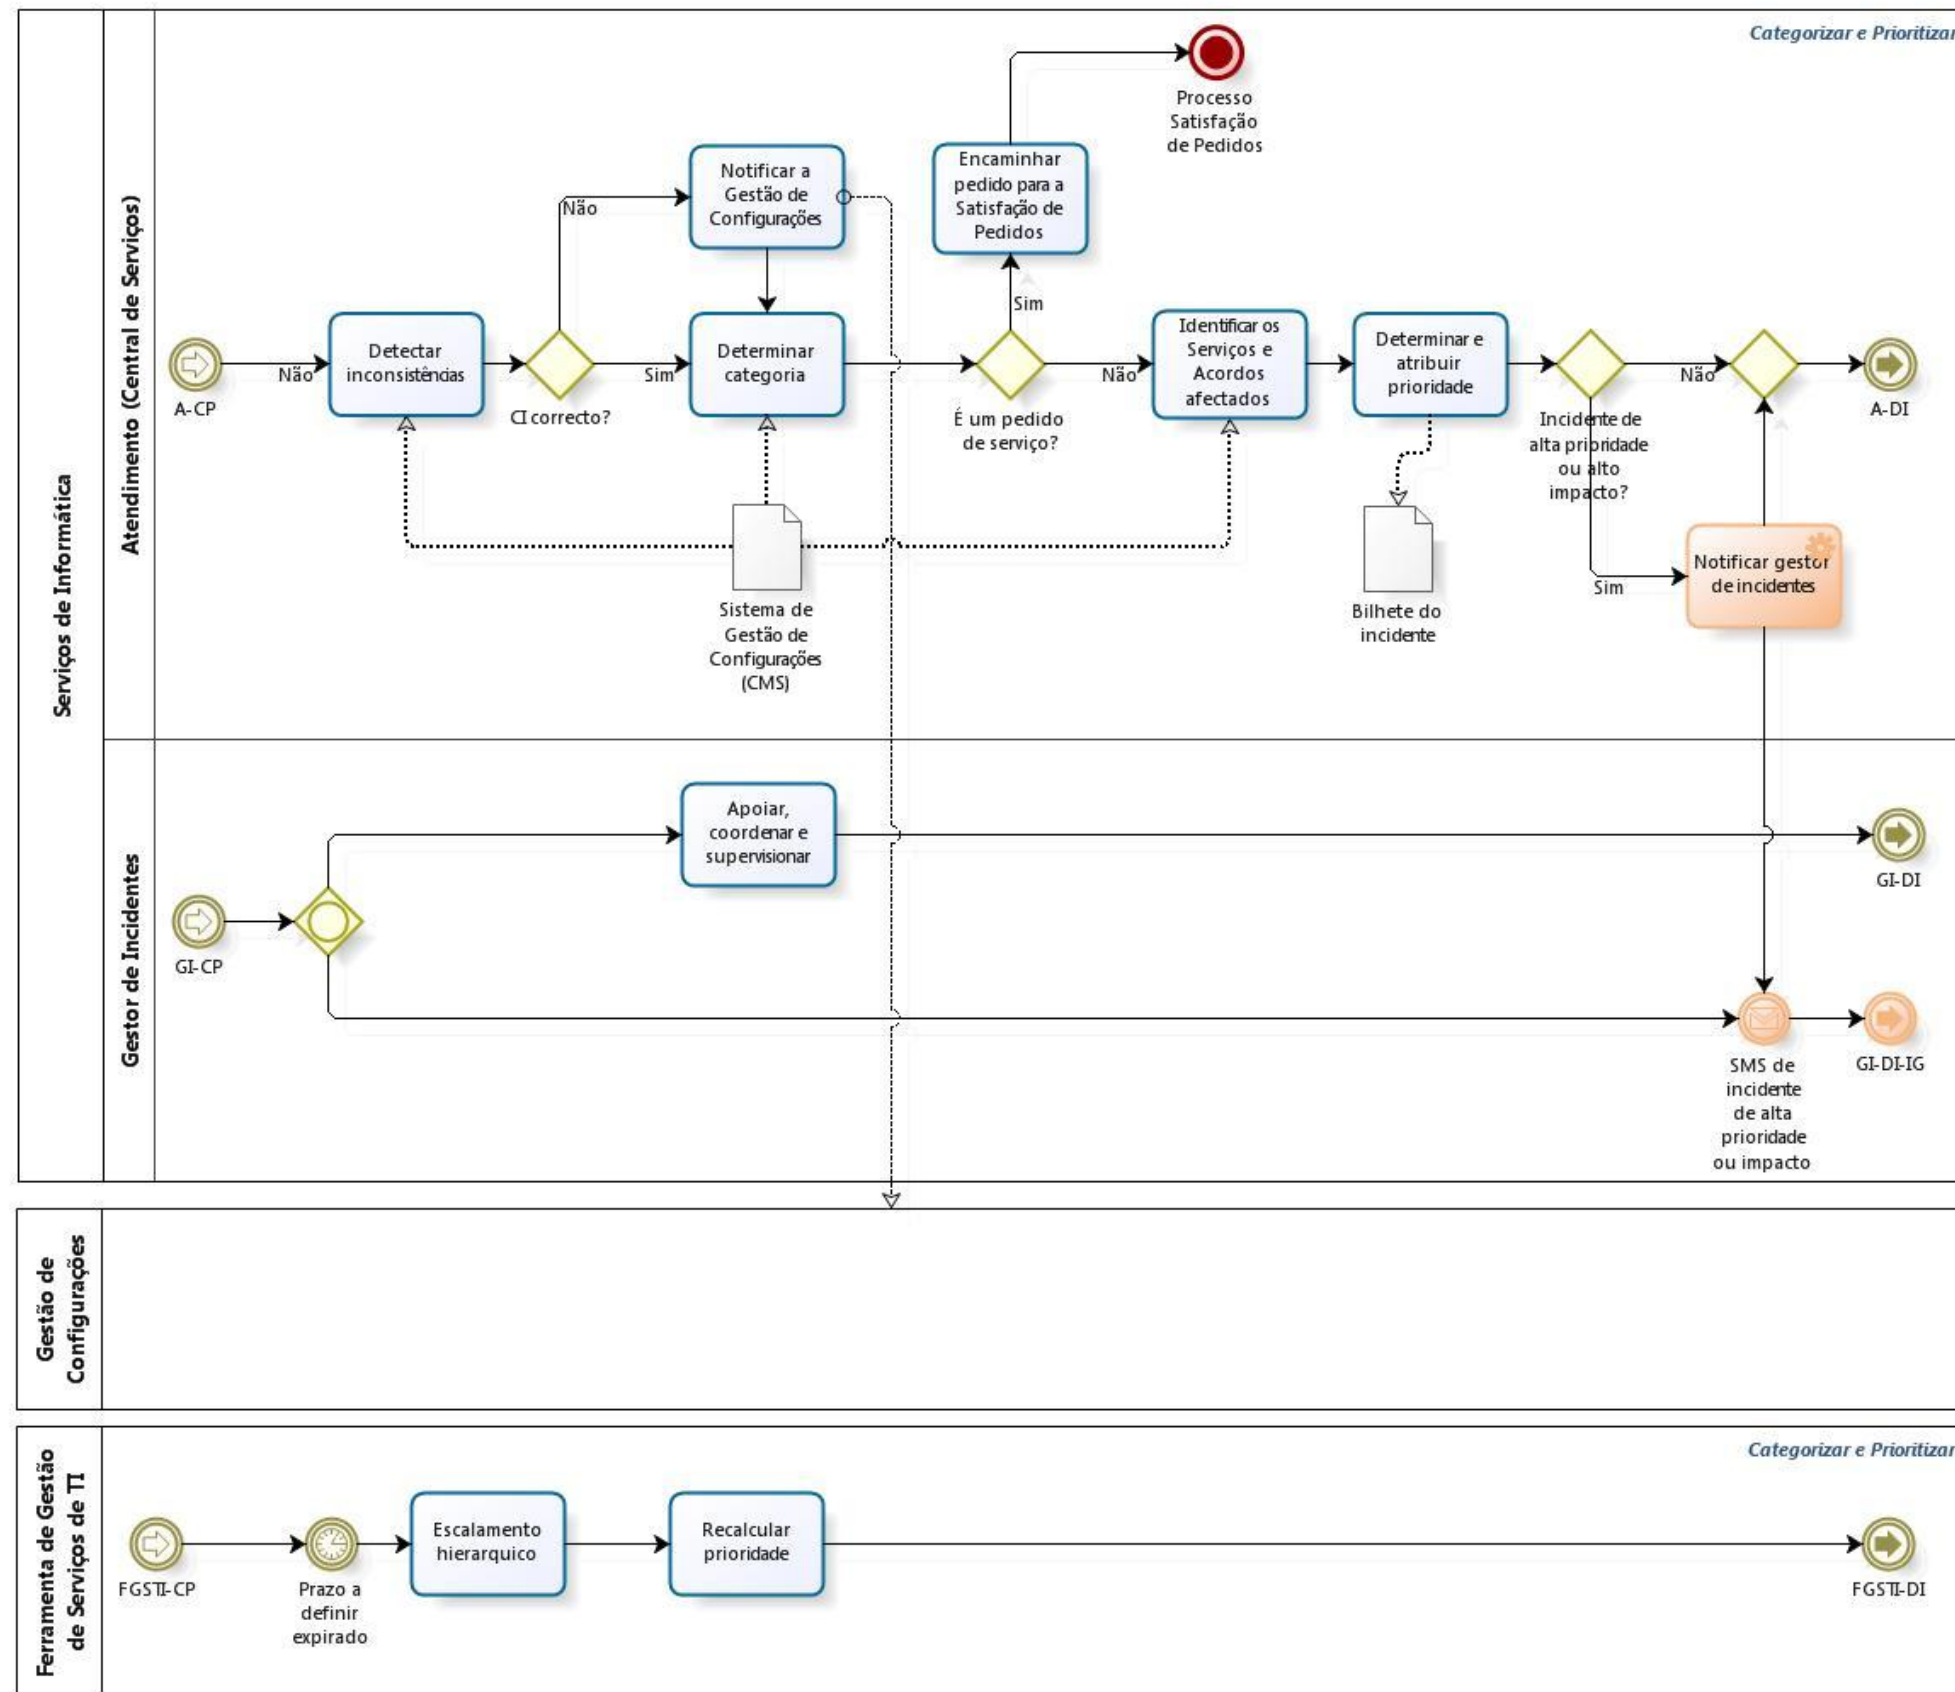 Categorizar e Prioritizar
Serviços de Informática
Atendimento (Central de Serviços)
Processo
Satisfação
de Pedidos
Notificar a
Gestão de
Configurações
Encaminhar
pedido para a
Satisfação de
Pedidos
Não
Sim
A-CP
Não
Detectar
inconsistências
CI correcto?
Sim
Determinar
categoria
É um pedido
de serviço?
Não
Identificar os
Serviços e
Acordos
afectados
Determinar e
atribuir
prioridade
Incidente de
alta prioridade
ou alto
impacto?
Não
A-DI
Sim
Notificar gestor
de incidentes
Sistema de
Gestão de
Configurações
(CMS)
Bilhete do
incidente
Gestor de Incidentes
Apoiar,
coordenar e
supervisionar
GI-DI
GI-CP
SMS de
incidente
de alta
prioridade
ou impacto
GI-DI-IG
Gestão de
Configurações
Categorizar e Prioritizar
Ferramenta de Gestão
de Serviços de TI
FGSTI-CP
Prazo a
definir
expirado
Escalamento
hierarquico
Recalcular
prioridade
FGSTI-DI